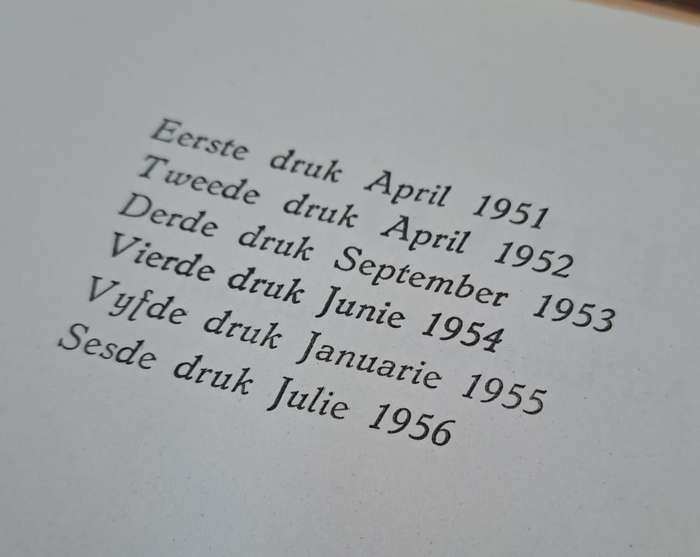 Eerste druk April 1951
Tweede druk April 1952
Derde druk September 1953
Vierde druk Junie 1954
Vyfde druk Januarie 1955
Sesde druk Julie 1956